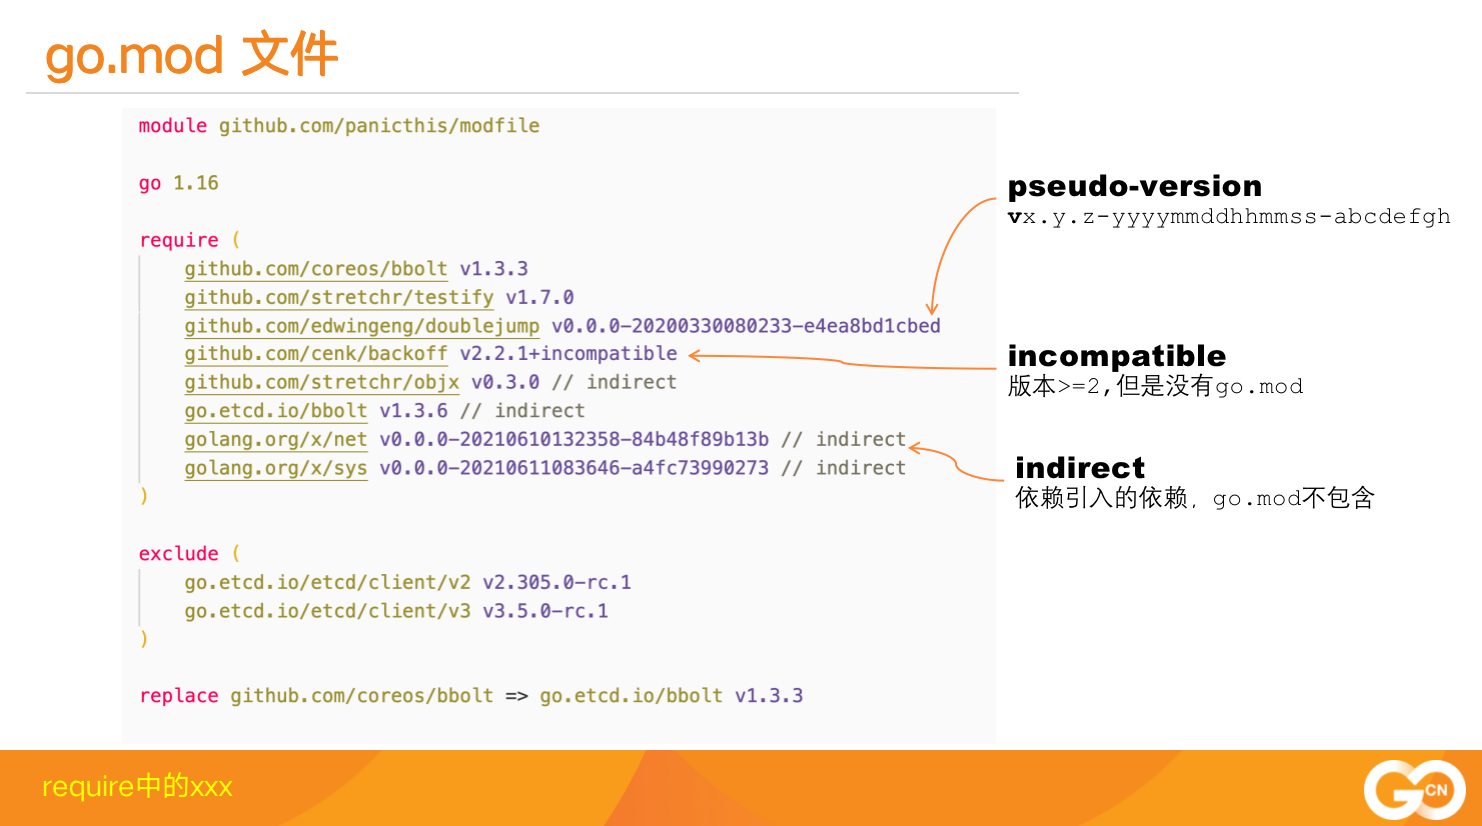 go.mod 文件
module github.com/panicthis/modfile
go 1.16
require (
github.com/coreos/bbolt v1.3.3
github.com/stretchr/testify v1.7.0
github.com/edwingeng/doublejump v0.0.0-20200330080233-e4ea8bd1cbed
github.com/cenk/backoff v2.2.1+incompatible
github.com/stretchr/objx v0.3.0 // indirect
go.etcd.io/bbolt v1.3.6 // indirect
golang.org/x/net v0.0.0-20210610132358-84b48f89b13b // indirect
golang.org/x/sys v0.0.0-20210611083646-a4fc73990273 // indirect
)
exclude (
go.etcd.io/etcd/client/v2 v2.305.0-rc.1
go.etcd.io/etcd/client/v3 v3.5.0-rc.1
)
replace github.com/coreos/bbolt => go.etcd.io/bbolt v1.3.3
pseudo-version
vx.y.z-yyyymmddhhmmss-abcdefgh
incompatible
版本>=2,但是没有go.mod
indirect
依赖引入的依赖, go.mod不包含
require中的xxx
GO CN